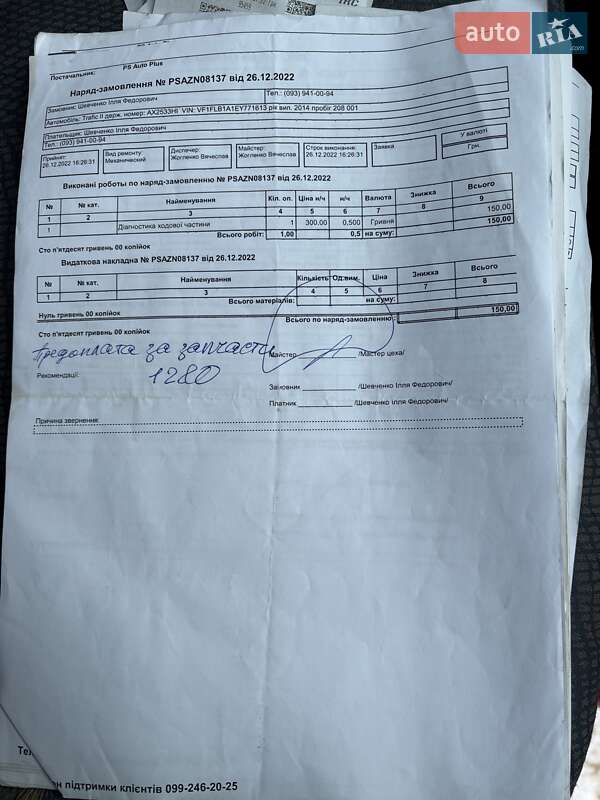 auto RIA .com
PS Auto Plus
Постачальник:
Наряд-замовлення № PSAZN08137 від 26.12.2022
Замовник: Шевченко Ілля Федорович
Тел.: (093) 941-00-94
Автомобіль: Trafic II держ. номер: AX2533HI VIN: VF1FLB1A1EY771613 рік вип. 2014 пробіг 208 001
Плательщик: Шевченко Ілля Федорович
Тел.: (093) 941-00-94
Прийнят: 26.12.2022 16:26:31
Вид ремонту: Механический
Диспечер: Жогленко Вячеслав
Майстер: Жогленко Вячеслав
Строк виконання: 26.12.2022 16:26:31
Заявка
У валюті
Грн.
Виконані роботы по наряд-замовленню № PSAZN08137 від 26.12.2022
№ № кат. Найменування Кіл. оп. Ціна н/ч н/ч Валюта Знижка Всього
1 2 3 4 5 6 7 8 9
1 Діагностика ходової частини 1 300,00 0,500 Гривня 150,00
Всього робіт: 1,00 0,5 на суму: 150,00
Сто п'ятдесят гривень 00 копійок
Видаткова накладна № PSAZN08137 від 26.12.2022
№ № кат. Найменування Кількість Од.вим. Ціна Знижка Всього
1 2 3 4 5 6 7 8
Всього матеріалів: на суму:
Нуль гривень 00 копійок
Всього по наряд-замовленню: 150,00
Сто п'ятдесят гривень 00 копійок
Предоплата за запчасти
1280
Майстер /Мастер цеха/
Рекомендації:
Замовник /Шевченко Ілля Федорович/
Платник /Шевченко Ілля Федорович/
Причина звернення:
Тел
н підтримки клієнтів 099-246-20-25